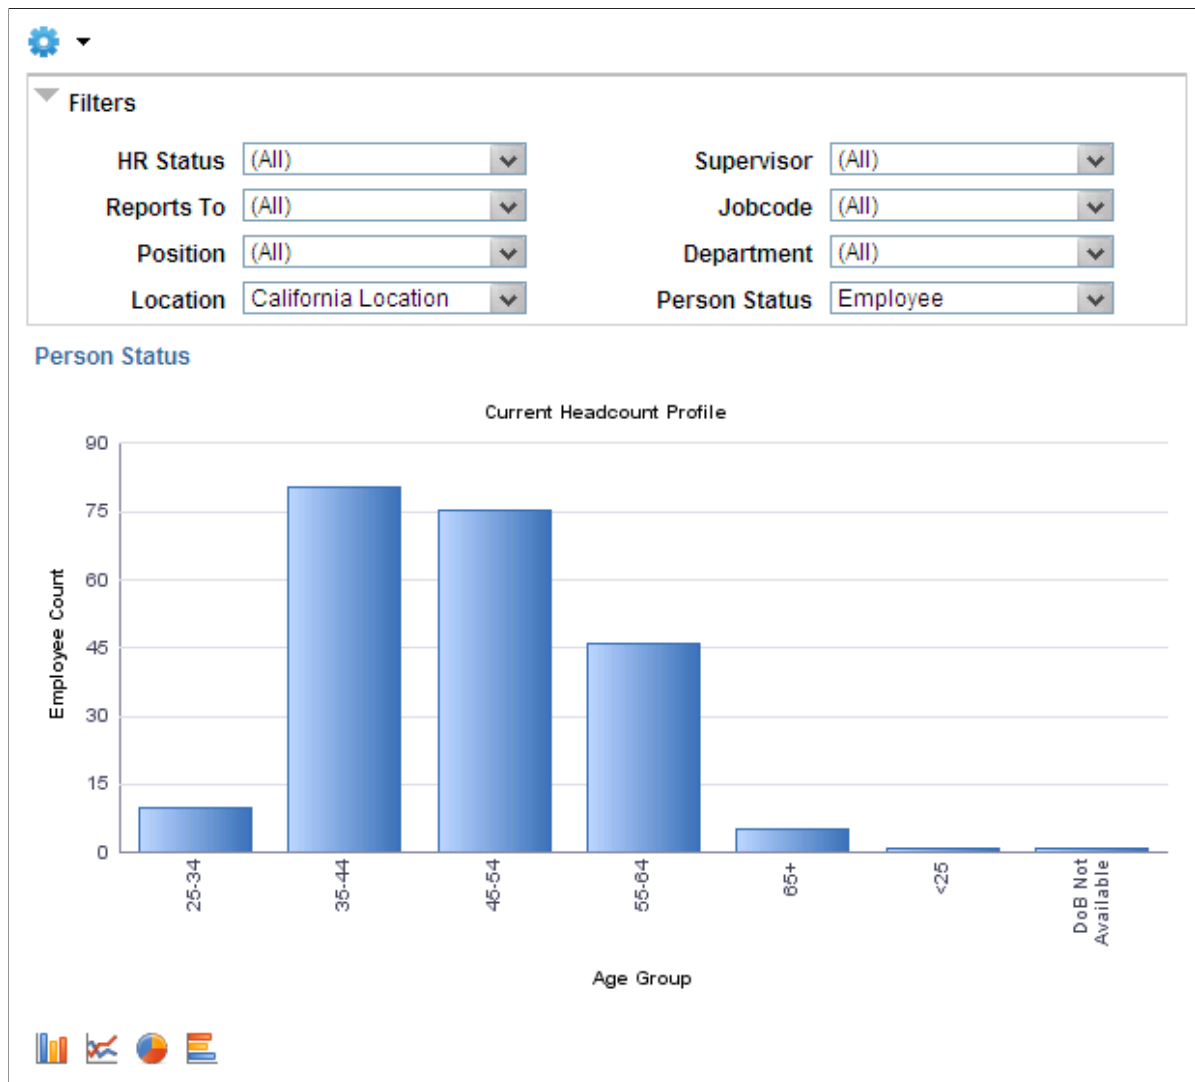 Filters
HR Status (All) Supervisor (All)
Reports To (All) Jobcode (All)
Position (All) Department (All)
Location California Location Person Status Employee
Person Status
Current Headcount Profile
90
75
60
45
30
15
0
Employee Count
25-34 35-44 45-54 55-64 65+ <25 DoB Not
Available
Age Group